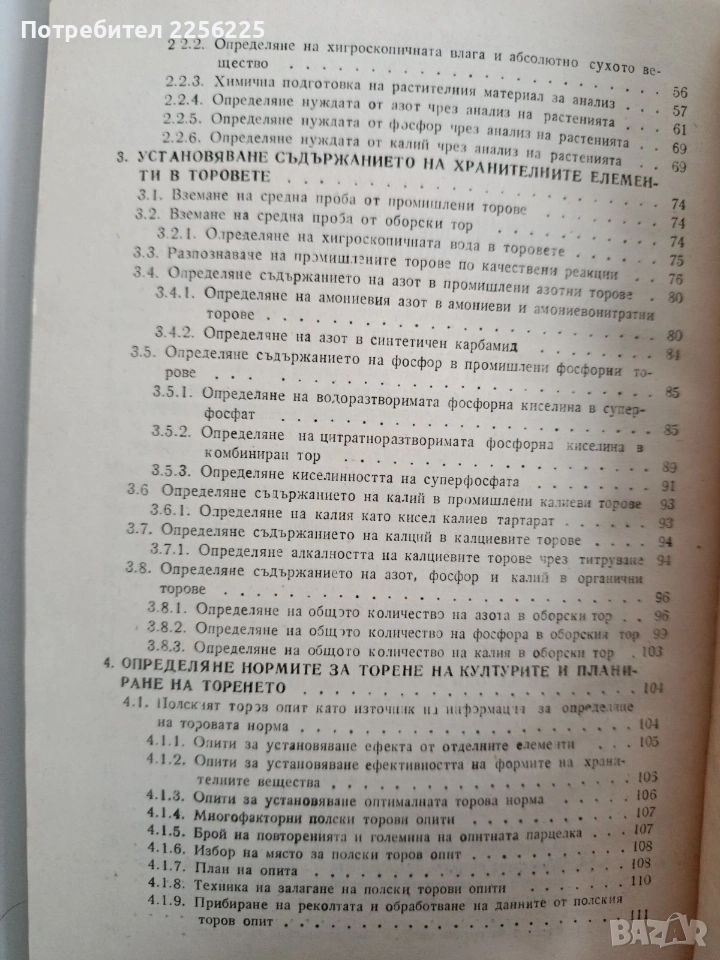 Потребител 2256225
2 2.2. Определяне на хигроскопичната влага и абсолютно сухото ве-
щество . . . . . . . . . . . . . 56
2.2.3. Химична подготовка на растителния материал за анализ . . 57
2.2.4. Определяне нуждата от азот чрез анализ на растенията . . 61
2.2.5 Определяне нуждата от фосфор чрез анализ на растенията 69
2.2.6. Определяне нуждата от калий чрез анализ на растенията . 69
3. УСТАНОВЯВАНЕ СЪДЪРЖАНИЕТО НА ХРАНИТЕЛНИТЕ ЕЛЕМЕН-
ТИ В ТОРОВЕТЕ . . . . . . . . . . . . . 74
3.1. Вземане на средна проба от промишлени торове . . . . . 74
3.2. Вземане на средна проба от оборски тор . . . . . . . 74
3.2.1. Определяне на хигроскопичната вода в торовете . . . . 75
3.3. Разпознаване на промишлените торове по качествени реакции . . 76
3.4. Определяне съдържанието на азот в промишлени азотни торове . 80
3.4.1. Определяне на амониевия азот в амониеви и амониевонитратни
торове . . . . . . . . . . . . . 80
3.4.2. Определяне на азот в синтетичен карбамид . . . . . . 84
3.5. Определяне съдържанието на фосфор в промишлени фосфорни то-
рове . . . . . . . . . . . . . 85
3.5.1. Определяне на водоразтворимата фосфорна киселина в супер-
фосфат . . . . . . . . . . . . . 85
3.5.2. Определяне на цитратноразтворимата фосфорна киселина в
комбиниран тор . . . . . . . . . . . . 89
3.5.3. Определяне киселинността на суперфосфата . . . . . . 91
3.6 Определяне съдържанието на калий в промишлени калиеви торове 93
3.6.1. Определяне на калия като кисел калиев тартарат . . . . 93
3.7. Определяне съдържанието на калций в калциевите торове . . . 94
3.7.1. Определяне алкалността на калциевите торове чрез титруване 94
3.8. Определяне съдържанието на азот, фосфор и калий в органични
торове . . . . . . . . . . . . . 96
3.8.1. Определяне на общото количество на азота в оборски тор . . 96
3.8.2. Определяне на общото количество на фосфора в оборския тор 99
3.8.3. Определяне на общото количество на калия в оборски тор . 103
4. ОПРЕДЕЛЯНЕ НОРМИТЕ ЗА ТОРЕНЕ НА КУЛТУРИТЕ И ПЛАНИ-
РАНЕ НА ТОРЕНЕТО . . . . . . . . . . . . 104
4.1. Полският торов опит като източник на информация за определяне
на торовата норма . . . . . . . . . . . . 104
4.1.1. Опити за установяване ефекта от отделните елементи . . 105
4.1.2. Опити за установяване ефективността на формите на храни-
телните вещества . . . . . . . . . . . . 105
4.1.3. Опити за установяване оптималната торова норма . . . . 106
4.1.4. Многофакторни полски торови опити . . . . . . . . 107
4.1.5. Брой на повторенията и големина на опитната парцелка . . 107
4.1.6. Избор на място за полски торов опит . . . . . . . . 108
4.1.7. План на опита . . . . . . . . . . . . 108
4.1.8. Техника на залагане на полски торови опити . . . . . 110
4.1.9. Прибиране на реколтата и обработване на данните от полския
торов опит . . . . . . . . . . . . . 111
BAZAR